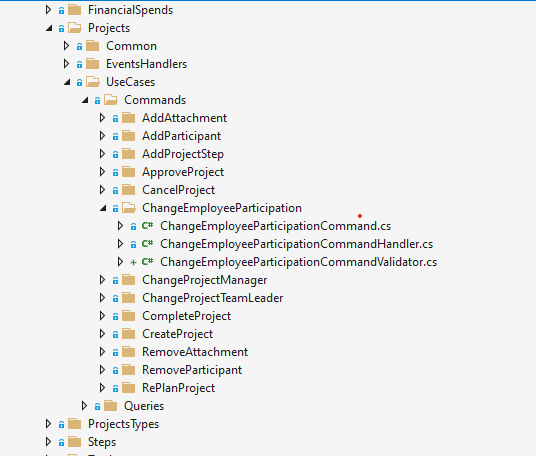 FinancialSpends
Projects
Common
EventsHandlers
UseCases
Commands
AddAttachment
AddParticipant
AddProjectStep
ApproveProject
CancelProject
ChangeEmployeeParticipation
C# ChangeEmployeeParticipationCommand.cs
C# ChangeEmployeeParticipationCommandHandler.cs
+ C# ChangeEmployeeParticipationCommandValidator.cs
ChangeProjectManager
ChangeProjectTeamLeader
CompleteProject
CreateProject
RemoveAttachment
RemoveParticipant
RePlanProject
Queries
ProjectsTypes
Steps